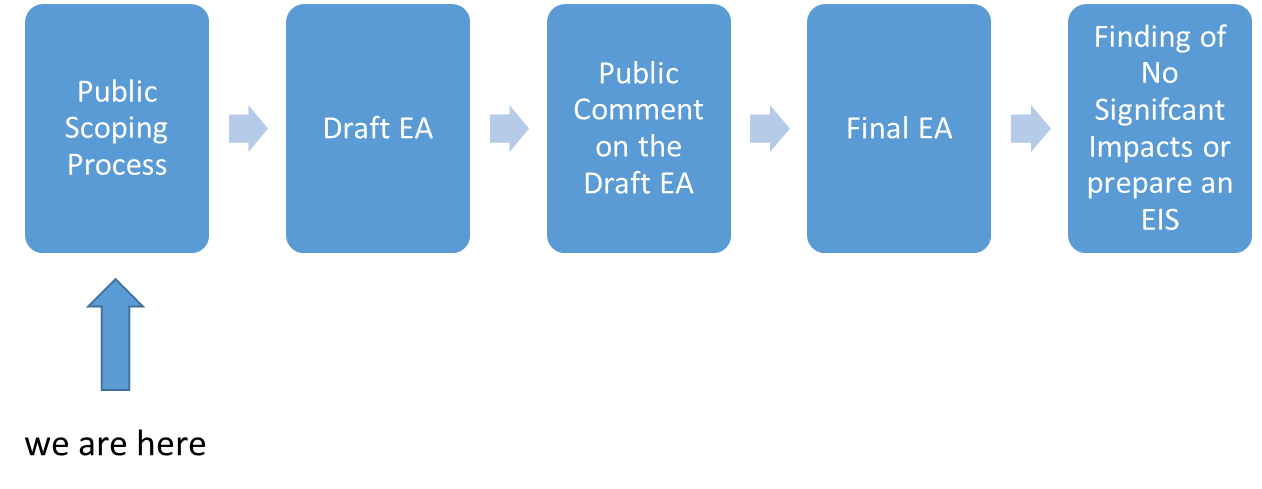 Public
Scoping
Process
Draft EA
Public
Comment
on the
Draft EA
Final EA
Finding of
No
Signifcant
Impacts or
prepare an
EIS
we are here